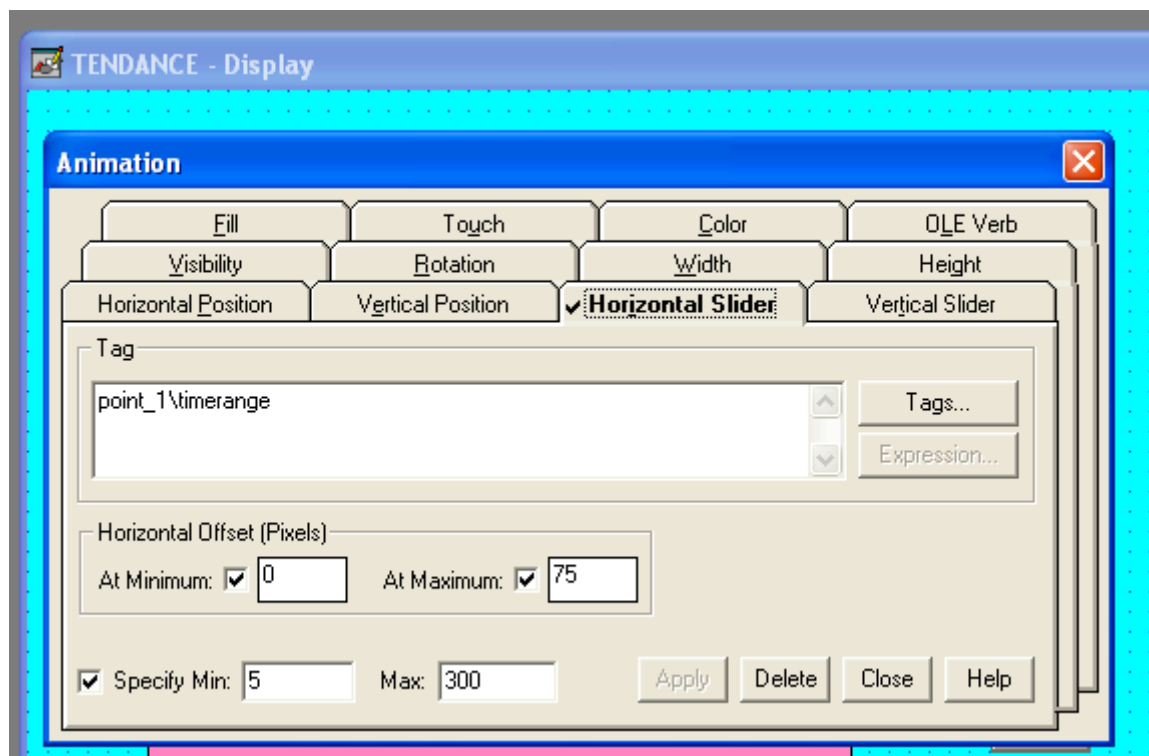 TENDANCE - Display
Animation
Fill Touch Color OLE Verb
Visibility Rotation Width Height
Horizontal Position Vertical Position Horizontal Slider Vertical Slider
Tag
point_1\timerange
Tags...
Expression...
Horizontal Offset (Pixels)
At Minimum: 0 At Maximum: 75
Specify Min: 5 Max: 300 Apply Delete Close Help